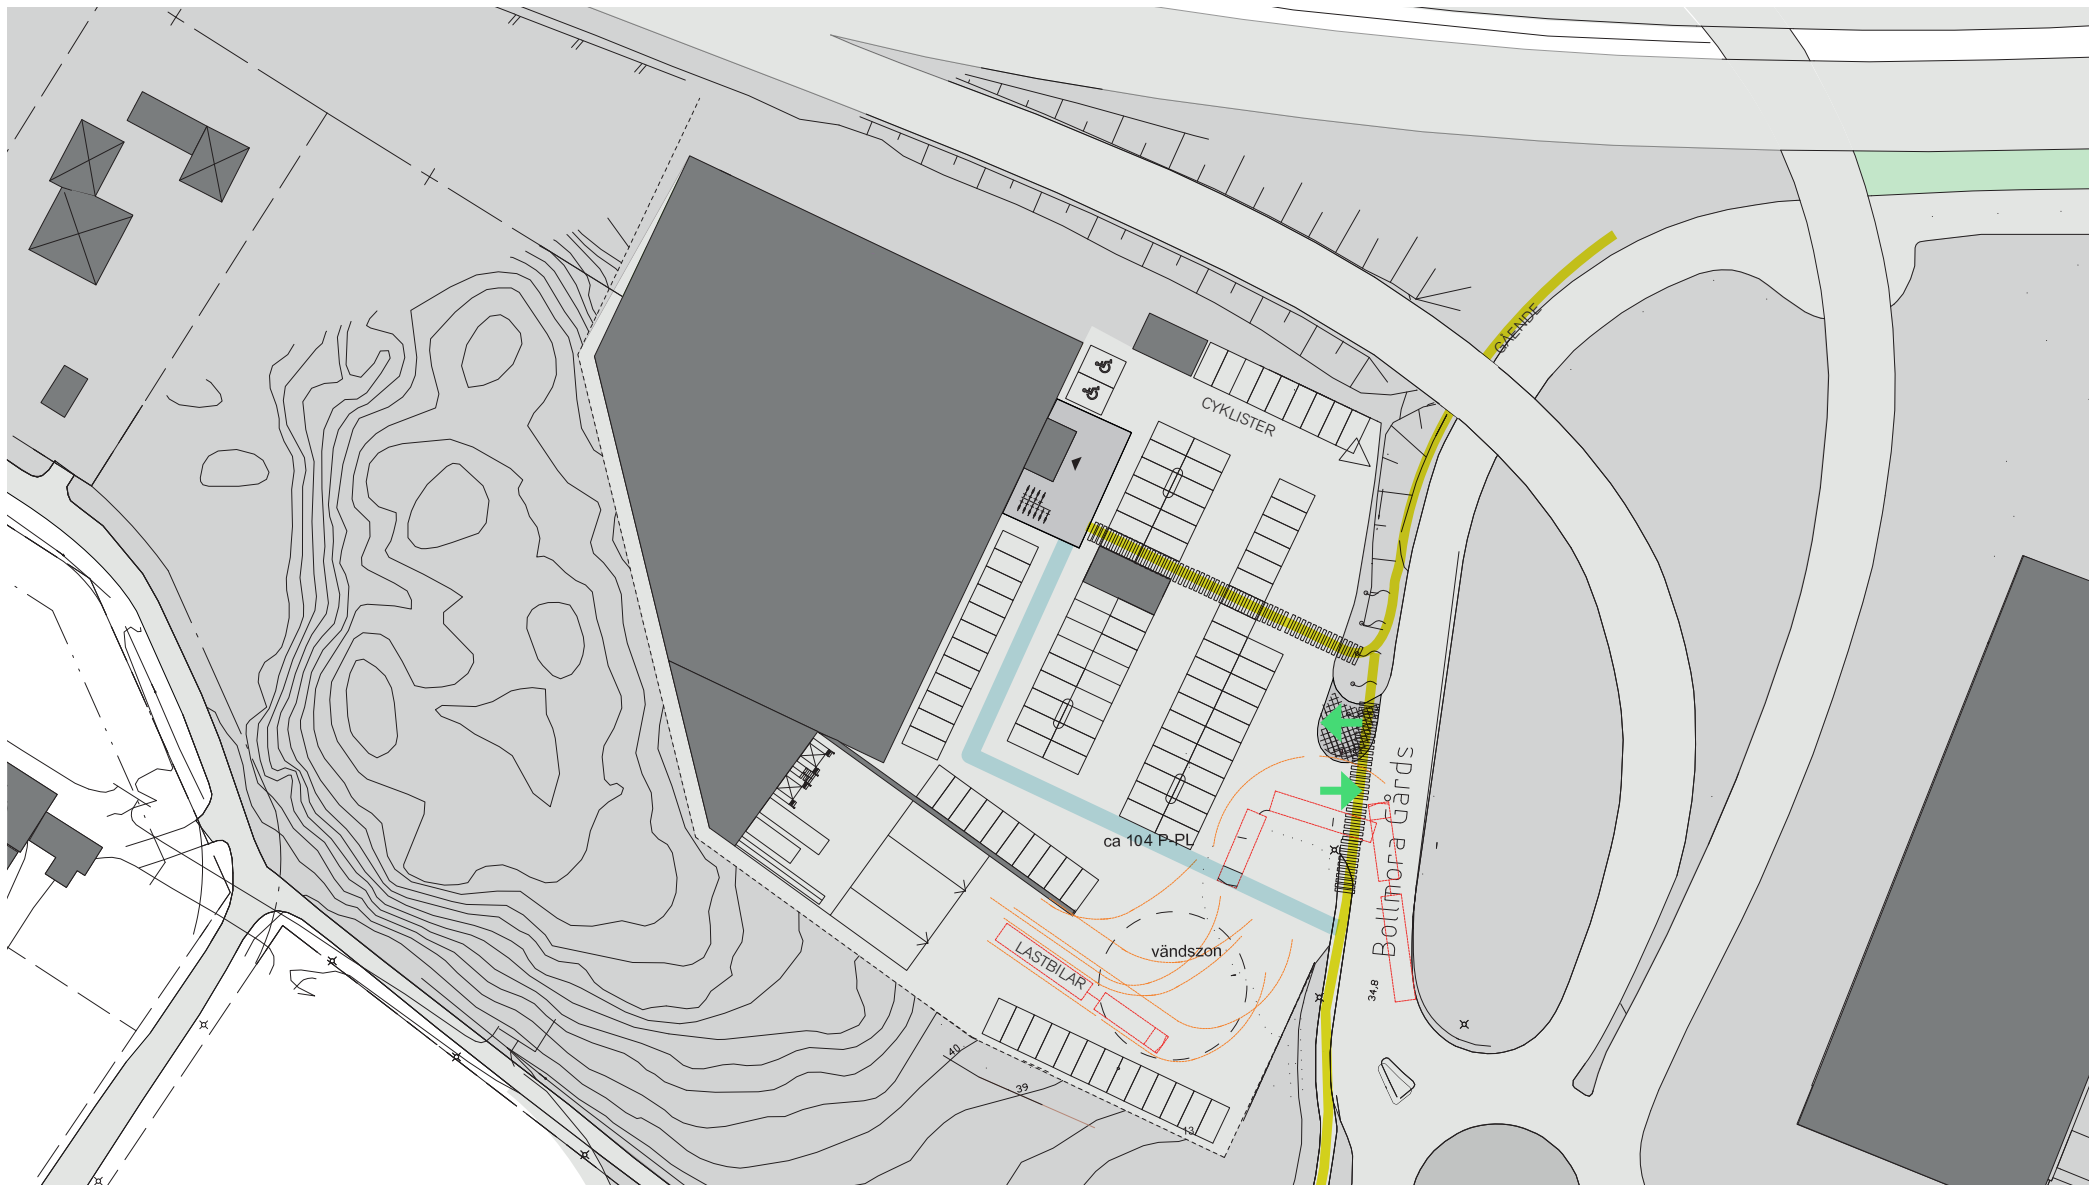 GÅENDE
CYKLISTER
Bollmora Gårds
ca 104 P-PL
vändszon
LASTBILAR
34,8
40
39
13